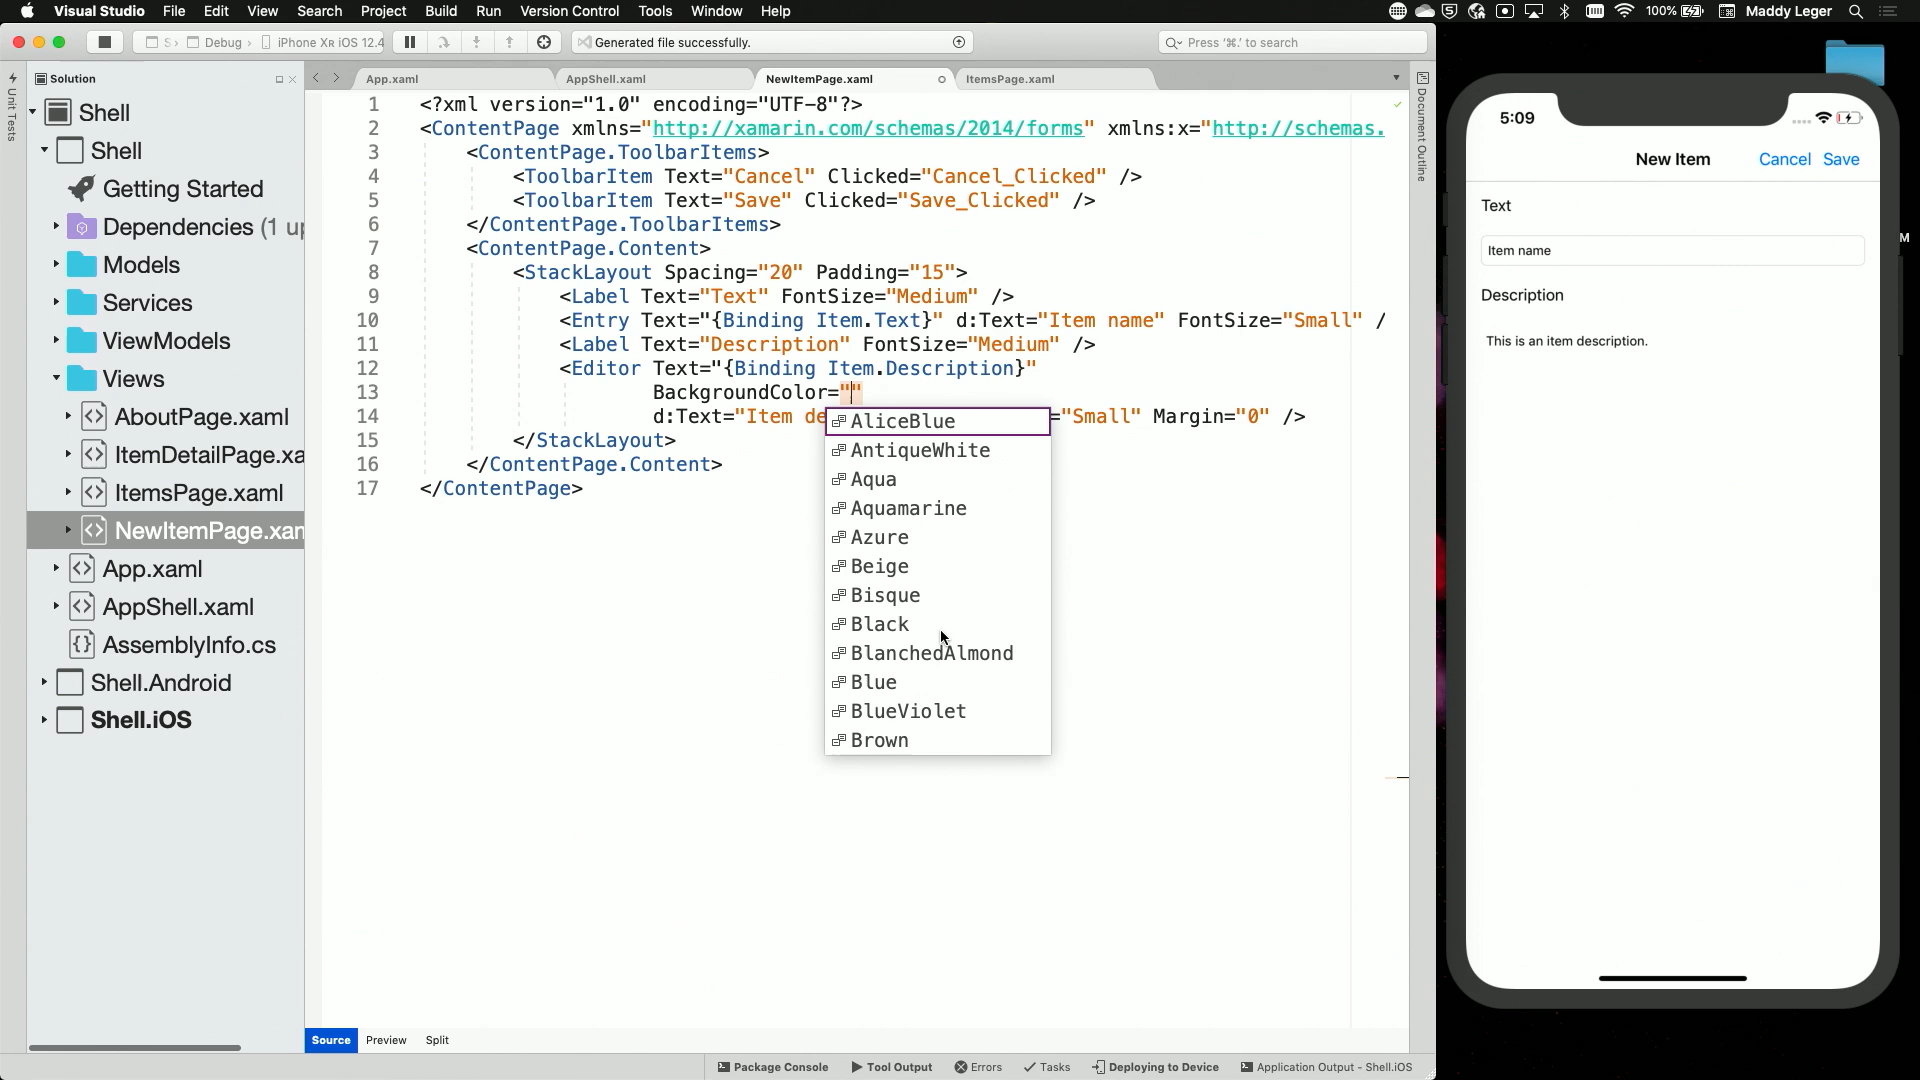 Visual Studio File Edit View Search Project Build Run Version Control Tools Window Help
100% Maddy Leger
Debug iPhone XR iOS 12.4
Generated file successfully.
Press '⌘.' to search
Unit Tests
Solution
Shell
Shell
Getting Started
Dependencies (1 up
Models
Services
ViewModels
Views
AboutPage.xaml
ItemDetailPage.xa
ItemsPage.xaml
NewItemPage.xam
App.xaml
AppShell.xaml
AssemblyInfo.cs
Shell.Android
Shell.iOS
App.xaml AppShell.xaml NewItemPage.xaml ItemsPage.xaml
1 <?xml version="1.0" encoding="UTF-8"?>
2 <ContentPage xmlns="http://xamarin.com/schemas/2014/forms" xmlns:x="http://schemas.
3 <ContentPage.ToolbarItems>
4 <ToolbarItem Text="Cancel" Clicked="Cancel_Clicked" />
5 <ToolbarItem Text="Save" Clicked="Save_Clicked" />
6 </ContentPage.ToolbarItems>
7 <ContentPage.Content>
8 <StackLayout Spacing="20" Padding="15">
9 <Label Text="Text" FontSize="Medium" />
10 <Entry Text="{Binding Item.Text}" d:Text="Item name" FontSize="Small" /
11 <Label Text="Description" FontSize="Medium" />
12 <Editor Text="{Binding Item.Description}"
13 BackgroundColor=""
14 d:Text="Item de ="Small" Margin="0" />
15 </StackLayout>
16 </ContentPage.Content>
17 </ContentPage>
AliceBlue
AntiqueWhite
Aqua
Aquamarine
Azure
Beige
Bisque
Black
BlanchedAlmond
Blue
BlueViolet
Brown
Document Outline
Source Preview Split
Package Console Tool Output Errors Tasks Deploying to Device Application Output - Shell.iOS
5:09
New Item Cancel Save
Text
Item name
Description
This is an item description.
M